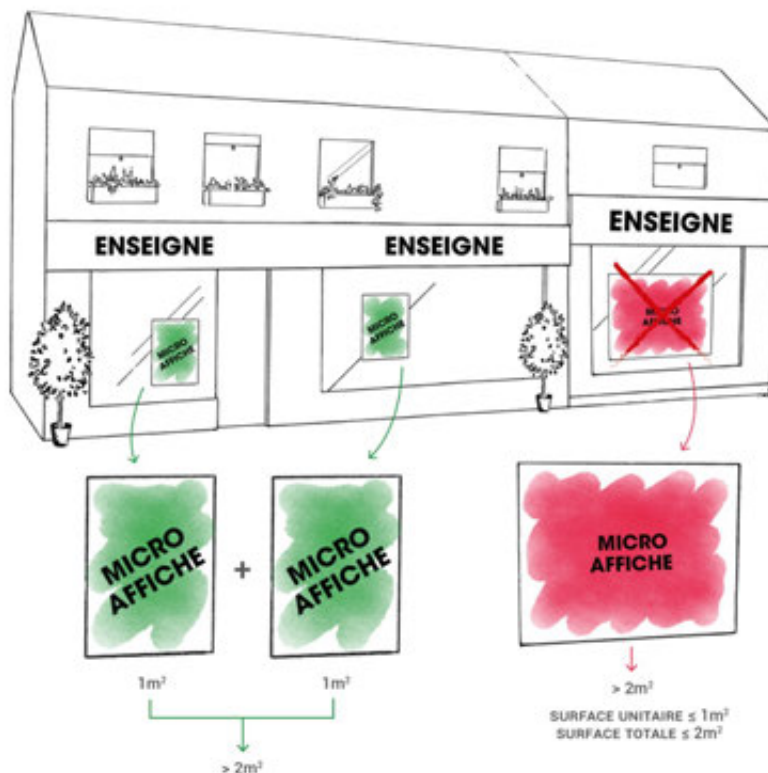 ENSEIGNE
ENSEIGNE
ENSEIGNE
MICRO
AFFICHE
MICRO
AFFICHE
MICRO
AFFICHE
MICRO
AFFICHE
+
MICRO
AFFICHE
MICRO
AFFICHE
1m²
1m²
> 2m²
> 2m²
SURFACE UNITAIRE ≤ 1m²
SURFACE TOTALE ≤ 2m²